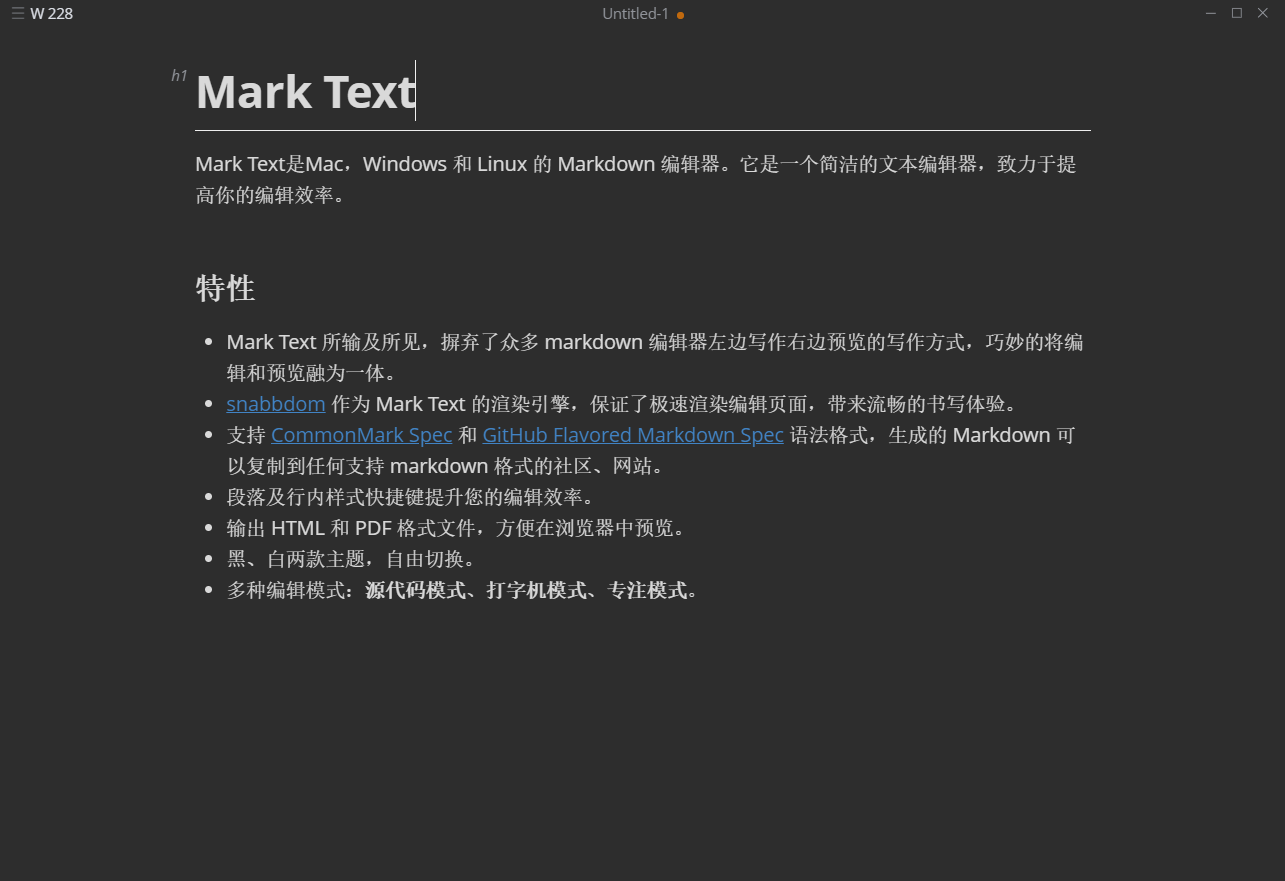 W 228
Untitled-1
h1
Mark Text
Mark Text是Mac，Windows 和 Linux 的 Markdown 编辑器。它是一个简洁的文本编辑器，致力于提
高你的编辑效率。
特性
Mark Text 所输及所见，摒弃了众多 markdown 编辑器左边写作右边预览的写作方式，巧妙的将编
辑和预览融为一体。
snabbdom 作为 Mark Text 的渲染引擎，保证了极速渲染编辑页面，带来流畅的书写体验。
支持 CommonMark Spec 和 GitHub Flavored Markdown Spec 语法格式，生成的 Markdown 可
以复制到任何支持 markdown 格式的社区、网站。
段落及行内样式快捷键提升您的编辑效率。
输出 HTML 和 PDF 格式文件，方便在浏览器中预览。
黑、白两款主题，自由切换。
多种编辑模式：源代码模式、打字机模式、专注模式。